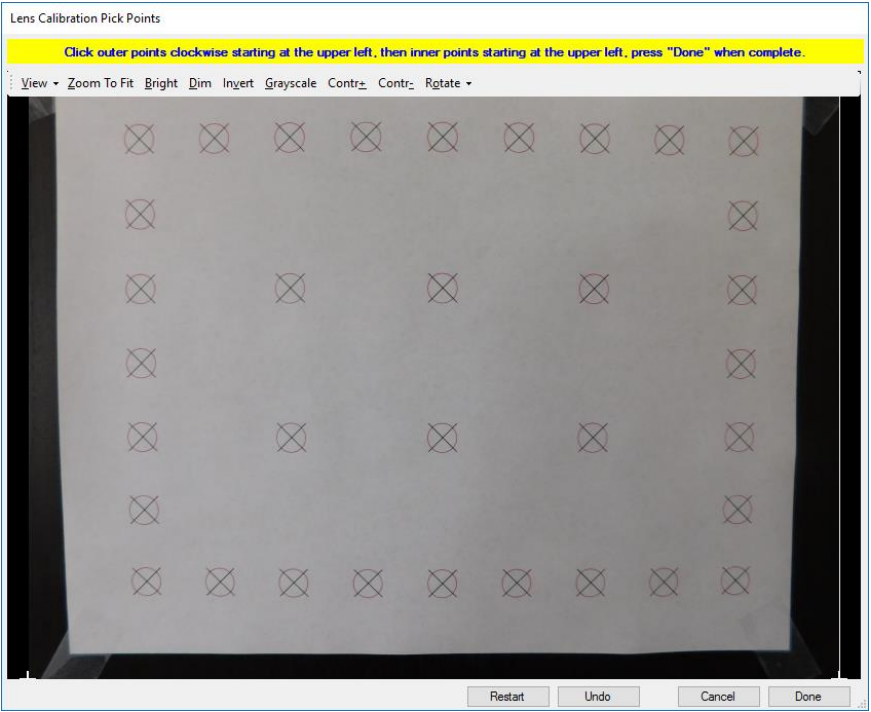 Lens Calibration Pick Points
Click outer points clockwise starting at the upper left, then inner points starting at the upper left, press "Done" when complete.
View Zoom To Fit Bright Dim Invert Grayscale Contr+ Contr- Rotate
Restart Undo Cancel Done